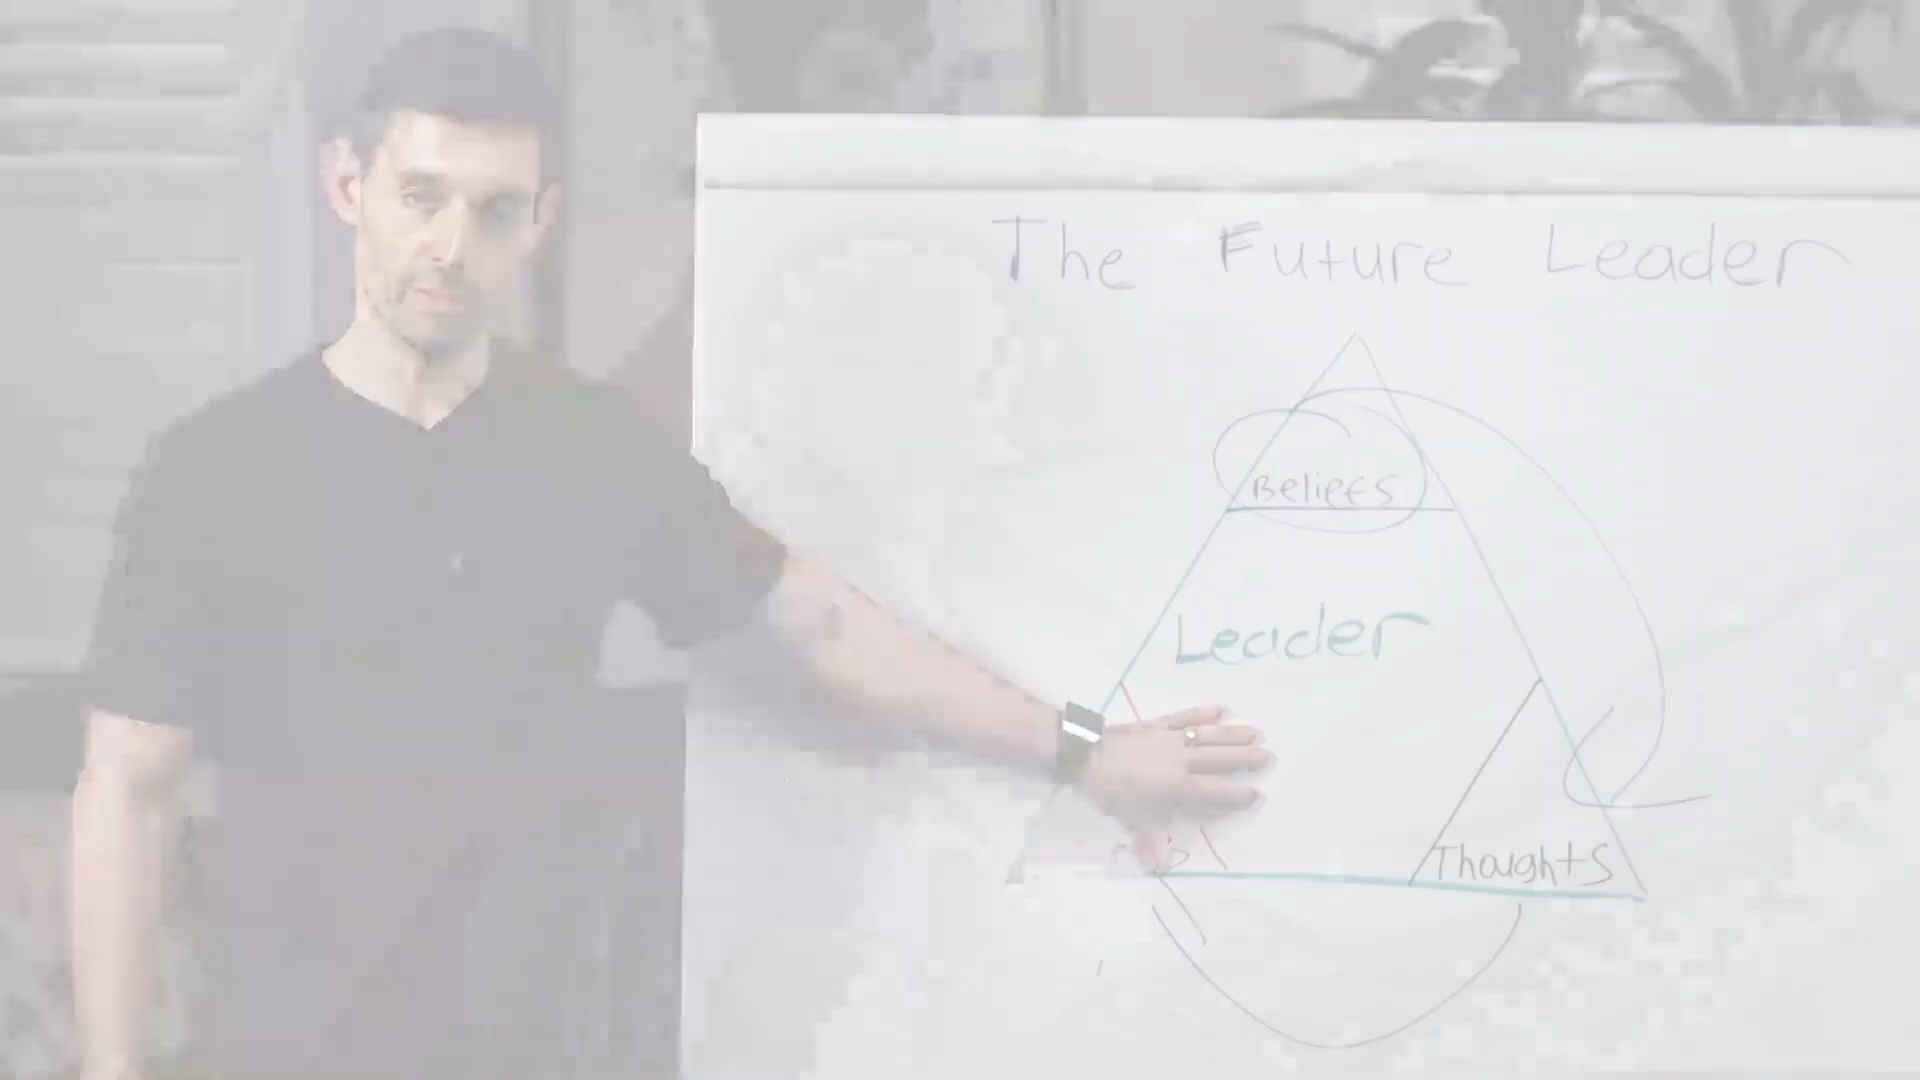 The Future Leader
Beliefs
Leader
Thoughts